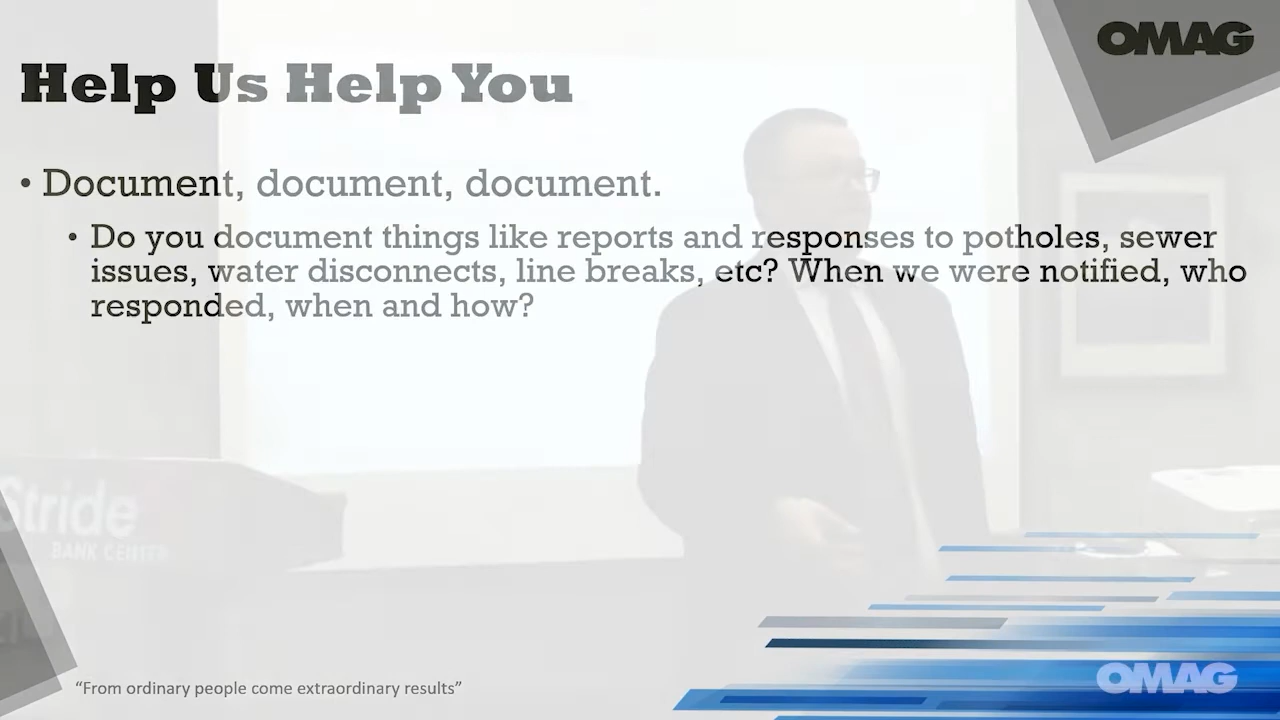 OMAG
Help Us Help You
• Document, document, document.
• Do you document things like reports and responses to potholes, sewer
issues, water disconnects, line breaks, etc? When we were notified, who
responded, when and how?
Stride
BANK CENTER
"From ordinary people come extraordinary results"
OMAG